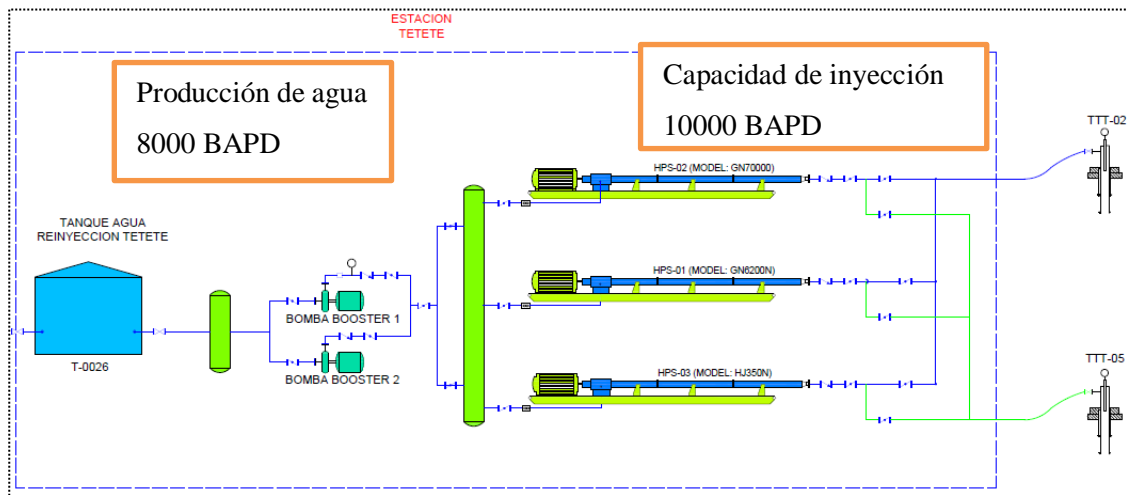 ESTACION
TETETE
Producción de agua
8000 BAPD
Capacidad de inyección
10000 BAPD
TTT-02
HPS-02 (MODEL: GN70000)
TANQUE AGUA
REINYECCION TETETE
HPS-01 (MODEL: GN6200N)
BOMBA BOOSTER 1
TTT-05
T-0026
BOMBA BOOSTER 2
HPS-03 (MODEL: HJ350N)